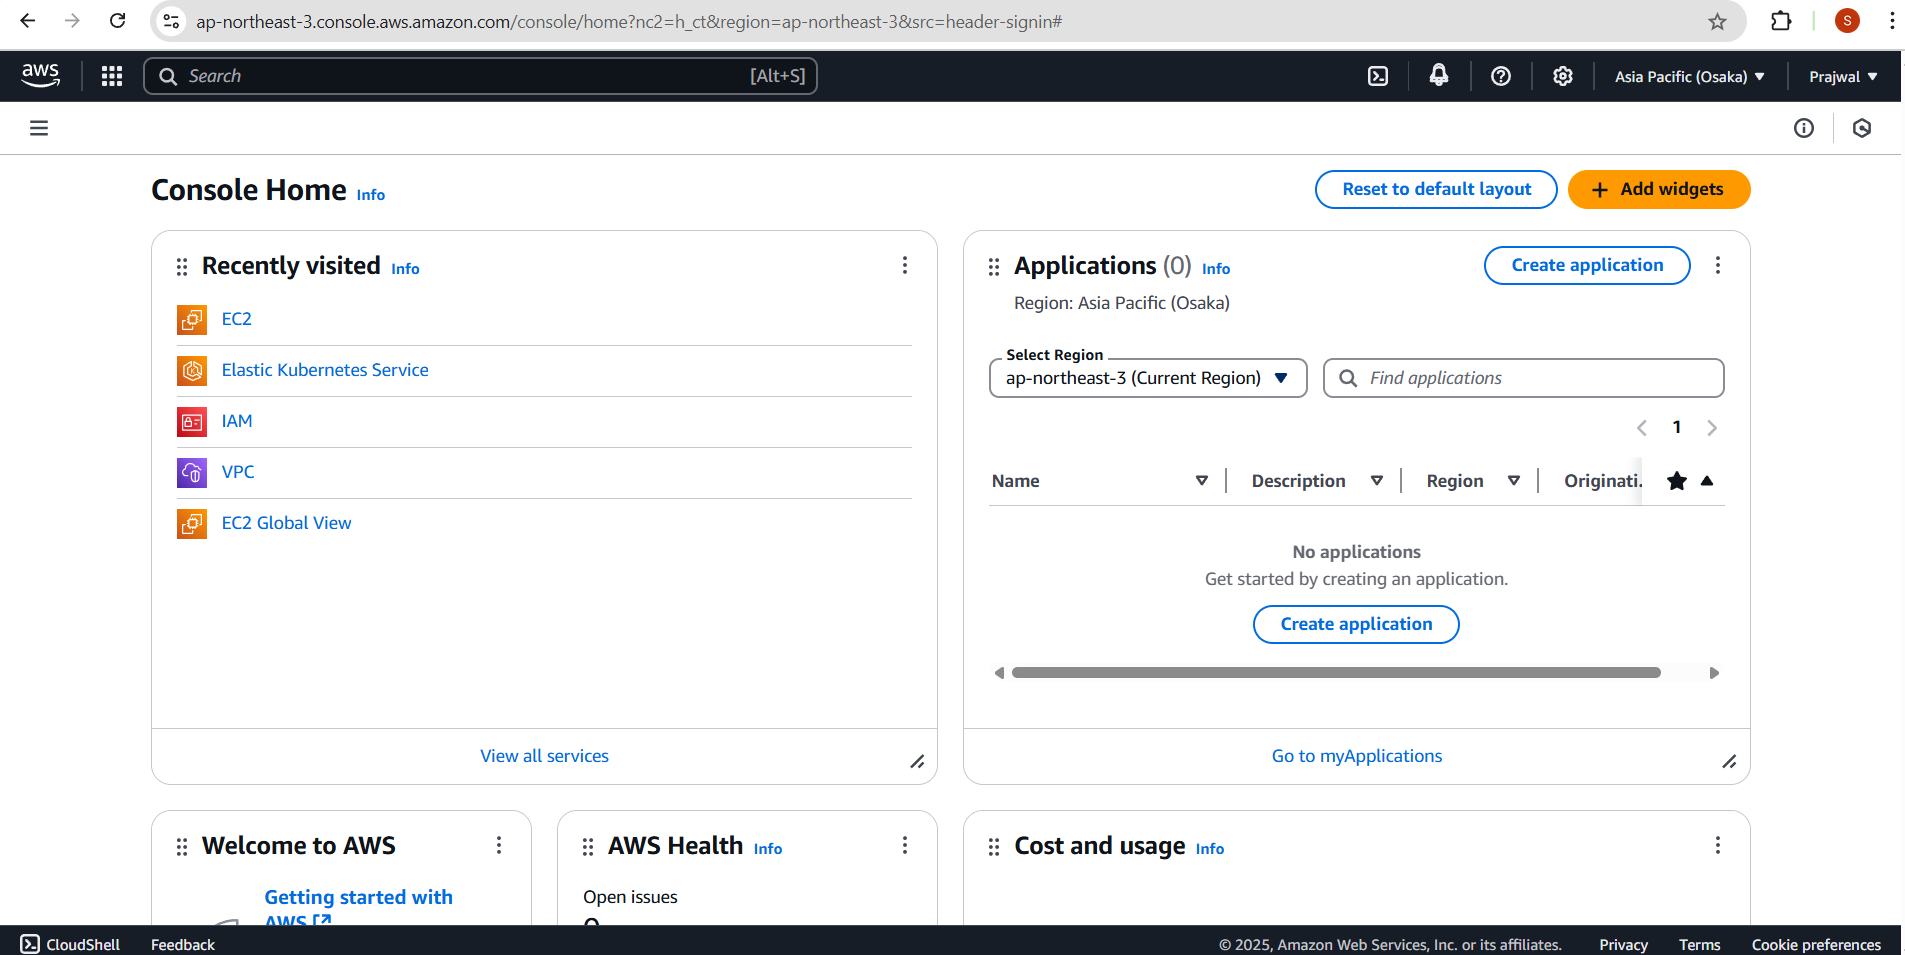 ap-northeast-3.console.aws.amazon.com/console/home?nc2=h_ct&region=ap-northeast-3&src=header-signin#
S
aws
Search [Alt+S]
Asia Pacific (Osaka)
Prajwal
Console Home Info
Reset to default layout
+ Add widgets
Recently visited Info
EC2
Elastic Kubernetes Service
IAM
VPC
EC2 Global View
View all services
Applications (0) Info
Create application
Region: Asia Pacific (Osaka)
Select Region
ap-northeast-3 (Current Region)
Find applications
1
Name Description Region Originati.
No applications
Get started by creating an application.
Create application
Go to myApplications
Welcome to AWS
Getting started with
AWS
AWS Health Info
Open issues
0
Cost and usage Info
CloudShell Feedback © 2025, Amazon Web Services, Inc. or its affiliates. Privacy Terms Cookie preferences